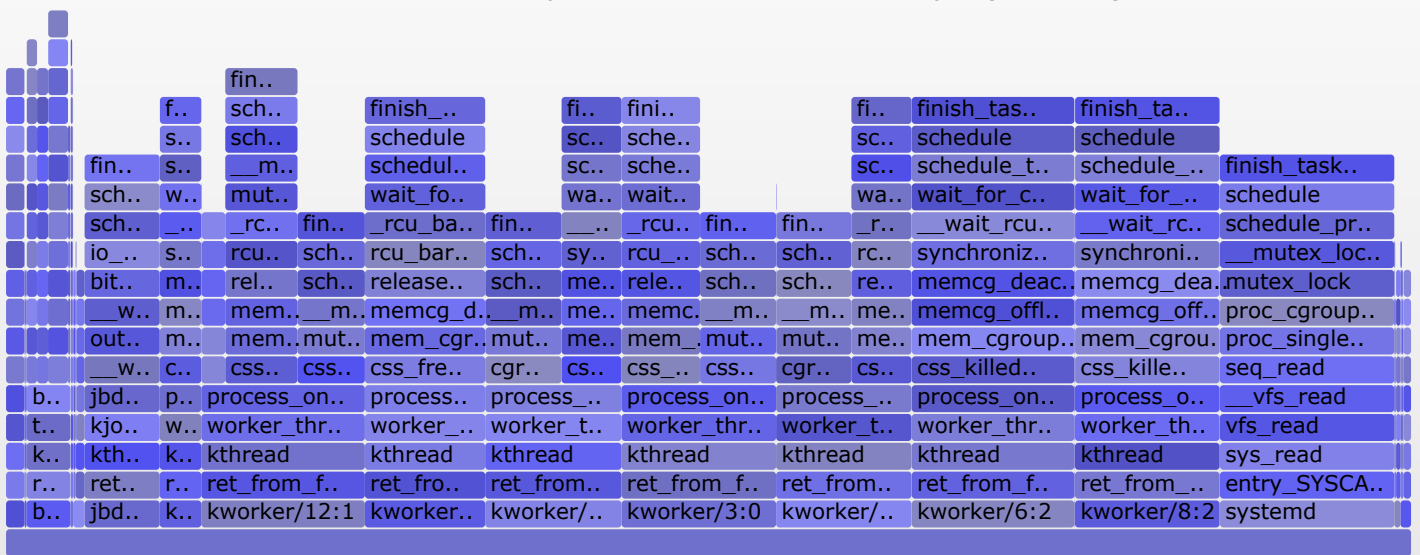 fin..
f.. sch.. finish_.. fi.. fini.. fi.. finish_tas.. finish_ta..
s.. sch.. schedule sc.. sche.. sc.. schedule schedule
fin.. s.. __m.. schedul.. sc.. sche.. sc.. schedule_t.. schedule_.. finish_task..
sch.. w.. mut.. wait_fo.. wa.. wait.. wa.. wait_for_c.. wait_for_.. schedule
sch.. _.. _rc.. fin.. _rcu_ba.. fin.. __.. _rcu.. fin.. fin.. _r.. __wait_rcu.. __wait_rc.. schedule_pr..
io_.. s.. rcu.. sch.. rcu_bar.. sch.. sy.. rcu_.. sch.. sch.. rc.. synchroniz.. synchroni.. __mutex_loc..
bit.. m.. rel.. sch.. release.. sch.. me.. rele.. sch.. sch.. re.. memcg_deac.. memcg_dea.. mutex_lock
__w.. m.. mem.. __m.. memcg_d.. __m.. me.. memc.. __m.. __m.. me.. memcg_offl.. memcg_off.. proc_cgroup..
out.. m.. mem.. mut.. mem_cgr.. mut.. me.. mem_.. mut.. mut.. me.. mem_cgroup.. mem_cgrou.. proc_single..
__w.. c.. css.. css.. css_fre.. cgr.. cs.. css_.. css.. cgr.. cs.. css_killed.. css_kille.. seq_read
b.. jbd.. p.. process_on.. process.. process_.. process_on.. process_.. process_on.. process_o.. __vfs_read
t.. kjo.. w.. worker_thr.. worker_.. worker_t.. worker_thr.. worker_t.. worker_thr.. worker_th.. vfs_read
k.. kth.. k.. kthread kthread kthread kthread kthread kthread kthread sys_read
r.. ret.. r.. ret_from_f.. ret_fro.. ret_from.. ret_from_f.. ret_from.. ret_from_f.. ret_from_.. entry_SYSCA..
b.. jbd.. k.. kworker/12:1 kworker.. kworker/.. kworker/3:0 kworker/.. kworker/6:2 kworker/8:2 systemd